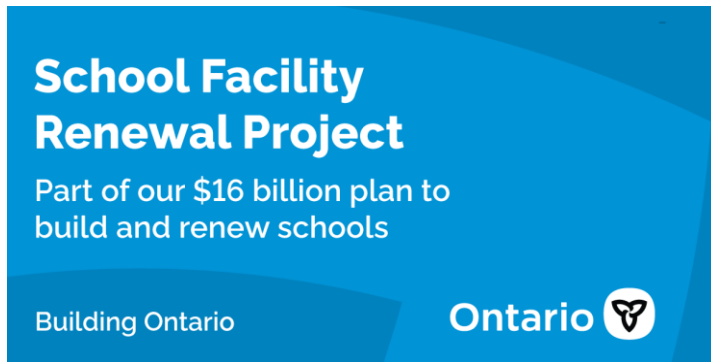 School Facility
Renewal Project
Part of our $16 billion plan to
build and renew schools
Building Ontario
Ontario